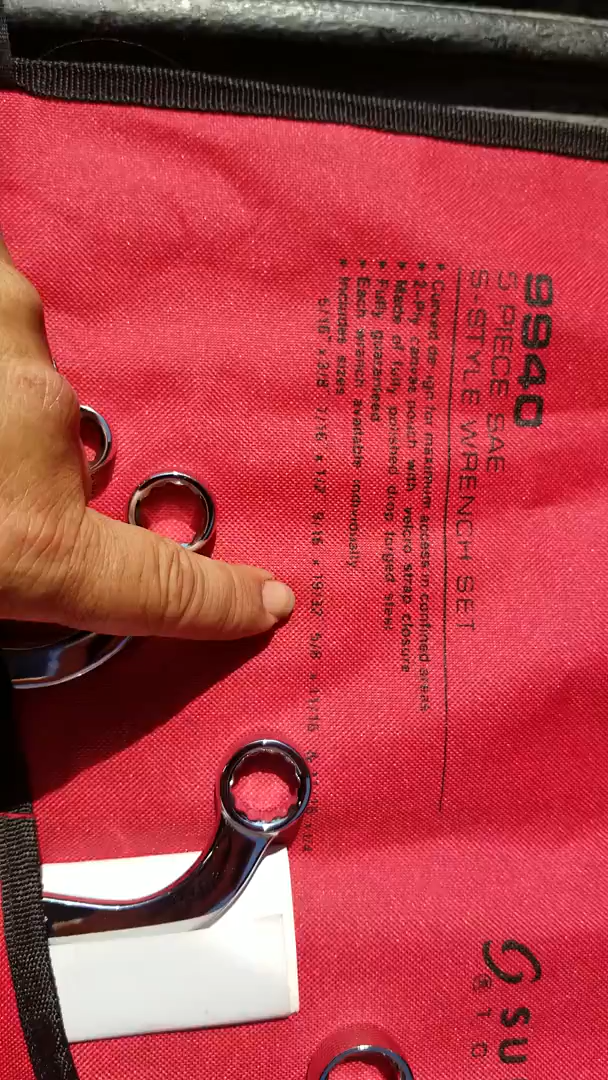 9940
5 PIECE SAE
S-STYLE WRENCH SET
• Curved design for maximum access in confined areas
• 2-Ply canvas pouch with velcro strap closure
• Made of fully polished drop forged steel
• Fully guaranteed
• Each wrench available individually
• Includes sizes
5/16" x 3/8" 7/16 x 1/2" 9/16 x 19/32" 5/8 x 11/16
su